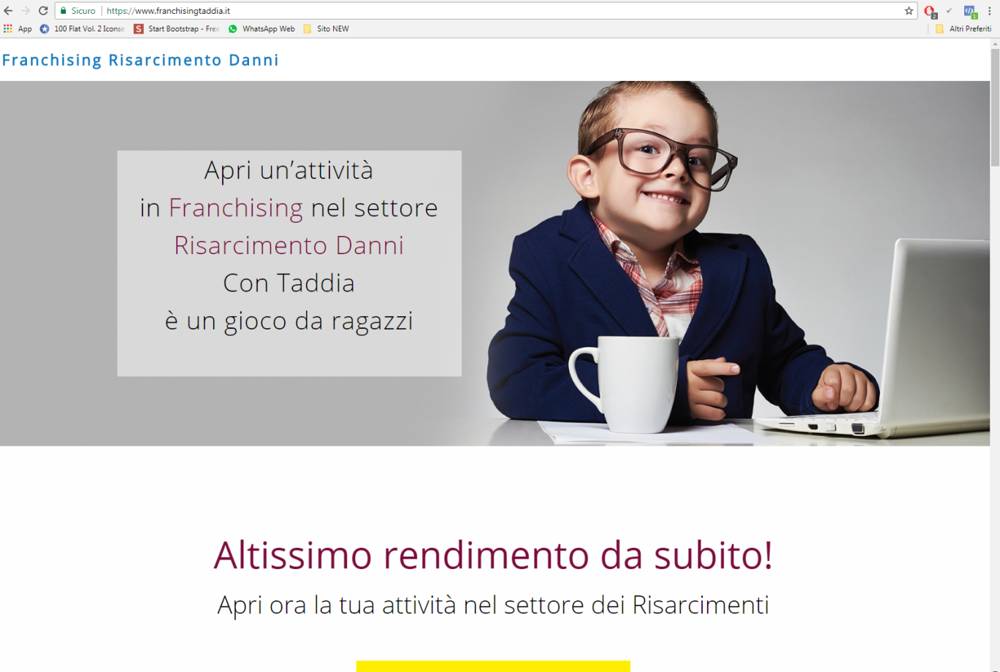 Sicuro https://www.franchisingtaddia.it
2
1
App 100 Flat Vol. 2 Iconse Start Bootstrap - Free WhatsApp Web Sito NEW Altri Preferiti
Franchising Risarcimento Danni
Apri un’attività
in Franchising nel settore
Risarcimento Danni
Con Taddia
è un gioco da ragazzi
Altissimo rendimento da subito!
Apri ora la tua attività nel settore dei Risarcimenti